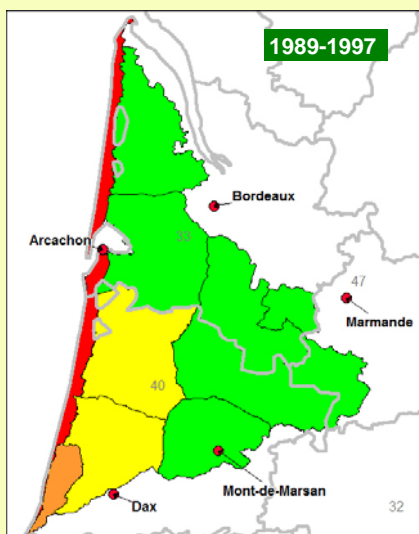 1989-1997
Bordeaux
Arcachon
33
47
Marmande
40
Mont-de-Marsan
Dax
32